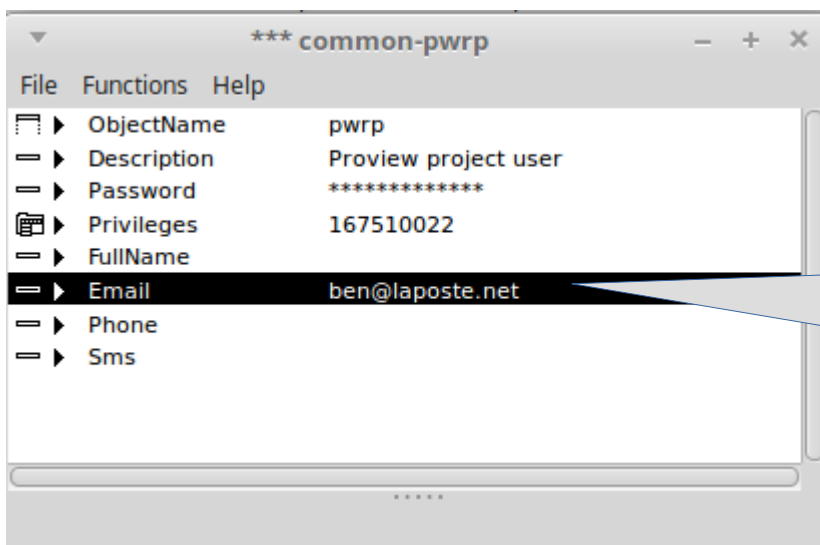 *** common-pwrp
File Functions Help
ObjectName pwrp
Description Proview project user
Password *************
Privileges 167510022
FullName
Email ben@laposte.net
Phone
Sms